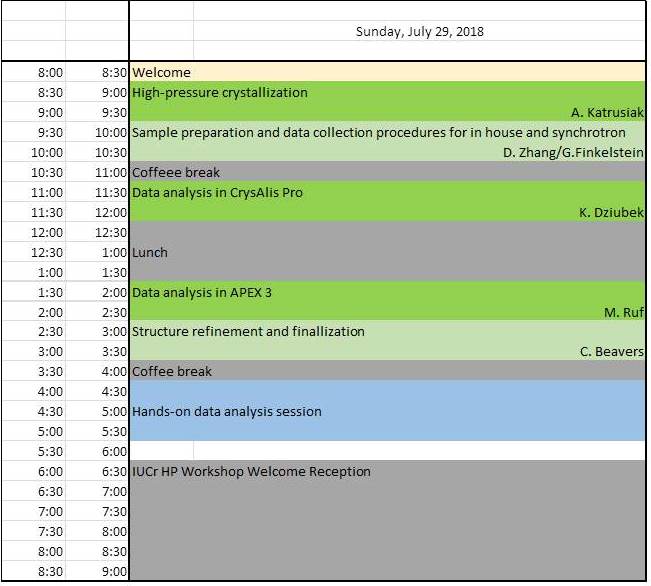 Sunday, July 29, 2018
8:00 8:30 Welcome
8:30 9:00 High-pressure crystallization
9:00 9:30 A. Katrusiak
9:30 10:00 Sample preparation and data collection procedures for in house and synchrotron
10:00 10:30 D. Zhang/G.Finkelstein
10:30 11:00 Coffeee break
11:00 11:30 Data analysis in CrysAlis Pro
11:30 12:00 K. Dziubek
12:00 12:30
12:30 1:00 Lunch
1:00 1:30
1:30 2:00 Data analysis in APEX 3
2:00 2:30 M. Ruf
2:30 3:00 Structure refinement and finallization
3:00 3:30 C. Beavers
3:30 4:00 Coffee break
4:00 4:30
4:30 5:00 Hands-on data analysis session
5:00 5:30
5:30 6:00
6:00 6:30 IUCr HP Workshop Welcome Reception
6:30 7:00
7:00 7:30
7:30 8:00
8:00 8:30
8:30 9:00